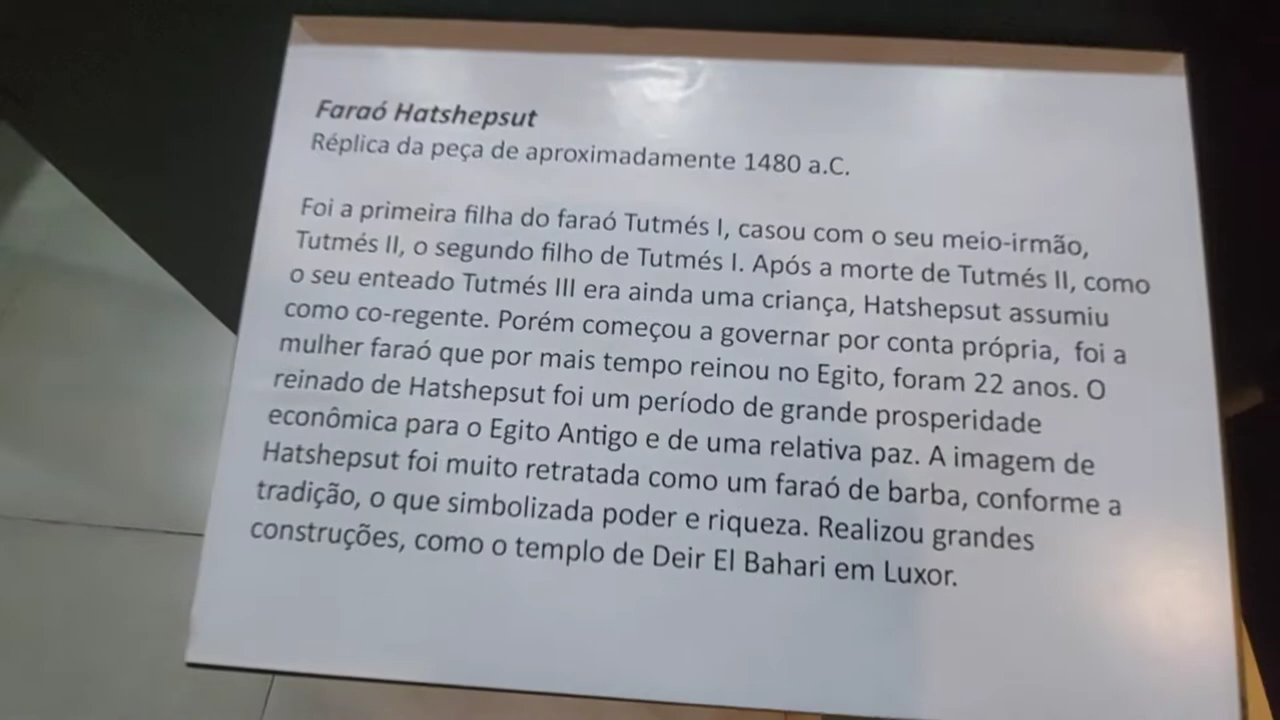 Faraó Hatshepsut
Réplica da peça de aproximadamente 1480 a.C.
Foi a primeira filha do faraó Tutmés I, casou com o seu meio-irmão,
Tutmés II, o segundo filho de Tutmés I. Após a morte de Tutmés II, como
o seu enteado Tutmés III era ainda uma criança, Hatshepsut assumiu
como co-regente. Porém começou a governar por conta própria, foi a
mulher faraó que por mais tempo reinou no Egito, foram 22 anos. O
reinado de Hatshepsut foi um período de grande prosperidade
econômica para o Egito Antigo e de uma relativa paz. A imagem de
Hatshepsut foi muito retratada como um faraó de barba, conforme a
tradição, o que simbolizada poder e riqueza. Realizou grandes
construções, como o templo de Deir El Bahari em Luxor.